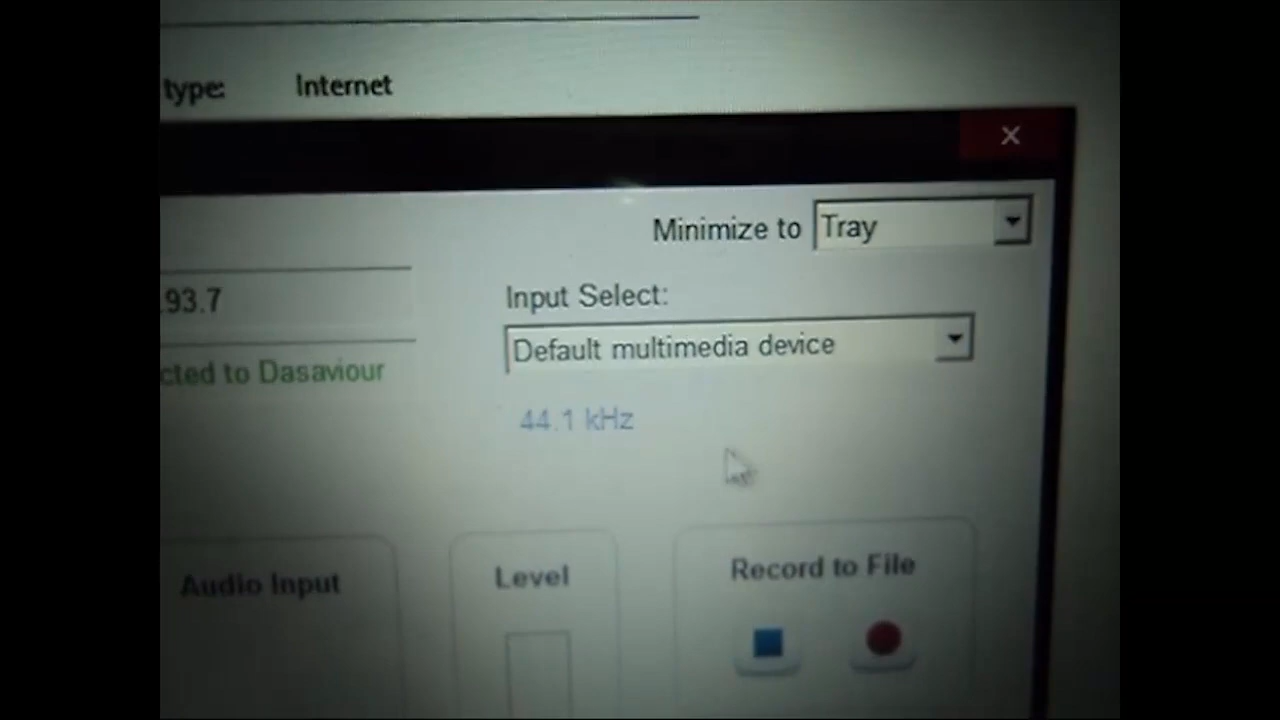 type: Internet
Minimize to Tray
Input Select:
.93.7
Default multimedia device
cted to Dasaviour
44.1 kHz
Audio Input
Level
Record to File